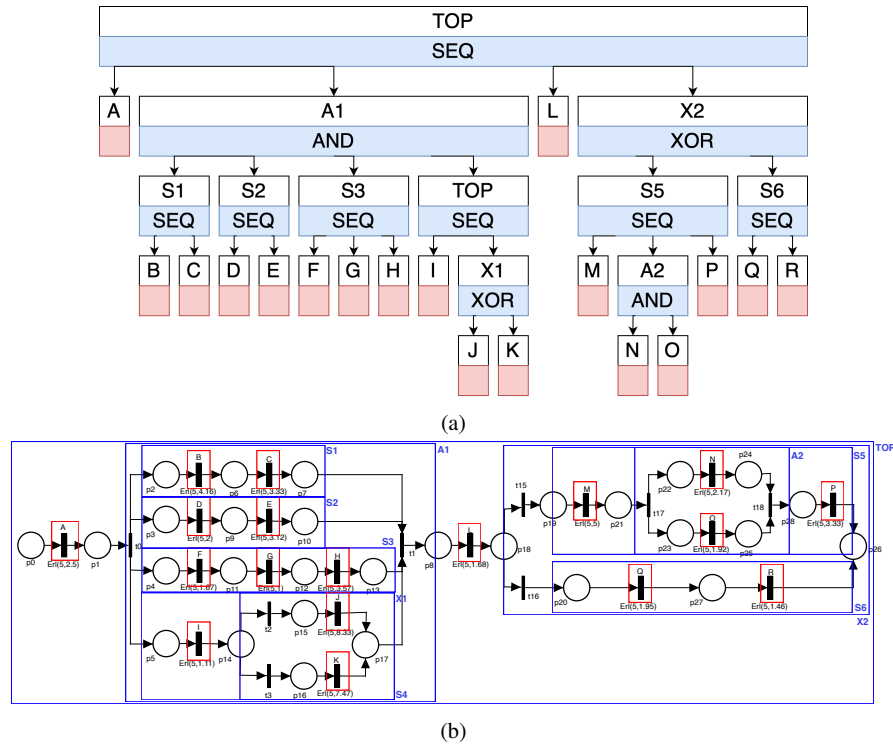 TOP
SEQ
A A1 L X2
AND XOR
S1 S2 S3 TOP S5 S6
SEQ SEQ SEQ SEQ SEQ SEQ
B C D E F G H I X1 M A2 P Q R
XOR AND
J K N O
(a)
TOP
A1 S1 S5 A2
B C N p24
t15 M p22
p2 Erl(5,4.16) p6 Erl(5,3.33) p7 Erl(5,2.17)
S2
A D E t17 t18 P
p19 Erl(5,5) p21 p28 Erl(5,3.33)
p3 Erl(5,2) p9 Erl(5,3.12) p10 O
p0 Erl(5,2.5) p1 t0 S3 t1 p8 Erl(5,1.68) p18 p23 Erl(5,1.92) p25 p26
F G H
p4 Erl(5,1.67) p11 Erl(5,1) p12 Erl(5,3.57) p13 Q R
X1 t16 p20 Erl(5,1.95) p27 Erl(5,1.46)
J S6
t2 p15 Erl(5,8.33) X2
I
p5 Erl(5,1.11) p14 p17
K
t3 p16 Erl(5,7.47) S4
(b)